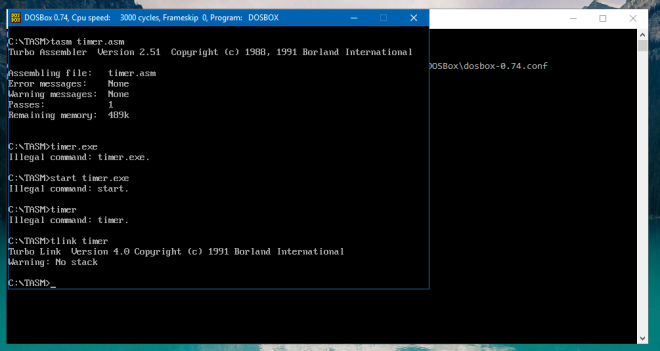 DOSBox 0.74, Cpu speed: 3000 cycles, Frameskip 0, Program: DOSBOX
C:\TASM>tasm timer.asm
Turbo Assembler Version 2.51 Copyright (c) 1988, 1991 Borland International
Assembling file: timer.asm
Error messages: None
Warning messages: None
Passes: 1
Remaining memory: 489k
C:\TASM>timer.exe
Illegal command: timer.exe.
C:\TASM>start timer.exe
Illegal command: start.
C:\TASM>timer
Illegal command: timer.
C:\TASM>tlink timer
Turbo Link Version 4.0 Copyright (c) 1991 Borland International
Warning: No stack
C:\TASM>_
DOSBox\dosbox-0.74.conf